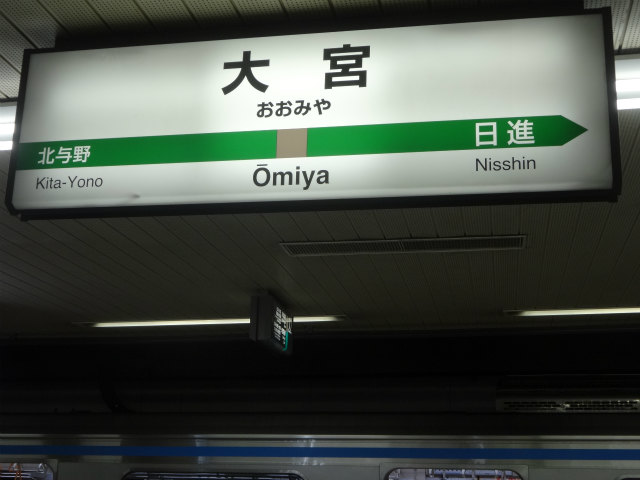 大宮
おおみや
北与野
日進
Kita-Yono
Ōmiya
Nisshin